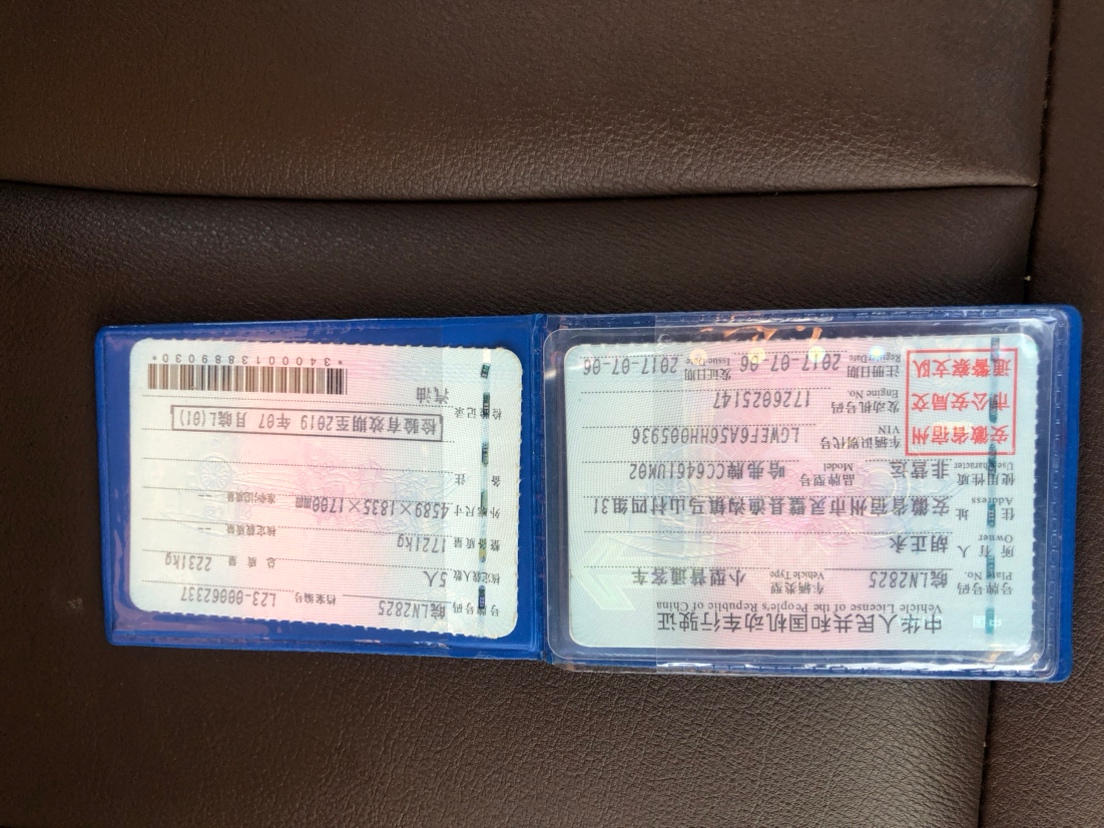 中华人民共和国机动车行驶证
Vehicle License of the People's Republic of China
号牌号码 皖LN2825 车辆类型 小型普通客车
Plate No. Vehicle Type
所有人 胡正永
Owner
住址 安徽省宿州市灵璧县渔沟镇马山村四组31
Address
使用性质 非营运 品牌型号 哈弗牌CC6461UM02
Use Character Model
安徽省宿州
市公安局交
通警察支队
车辆识别代号 LGWEF6A56HH005936
VIN
发动机号码 1726025147
Engine No.
注册日期 2017-07-06 发证日期 2017-07-06
Register Date Issue Date
号牌号码 皖LN2825 档案编号 L23-00062337
核定载人数 5人 总质量 2231kg
整备质量 1721kg 核定载质量 --
外廓尺寸 4589×1835×1700mm 准牵引总质量 --
备注
检验有效期至2019年07月皖L(01)
检验记录
汽油
*3400013889030*